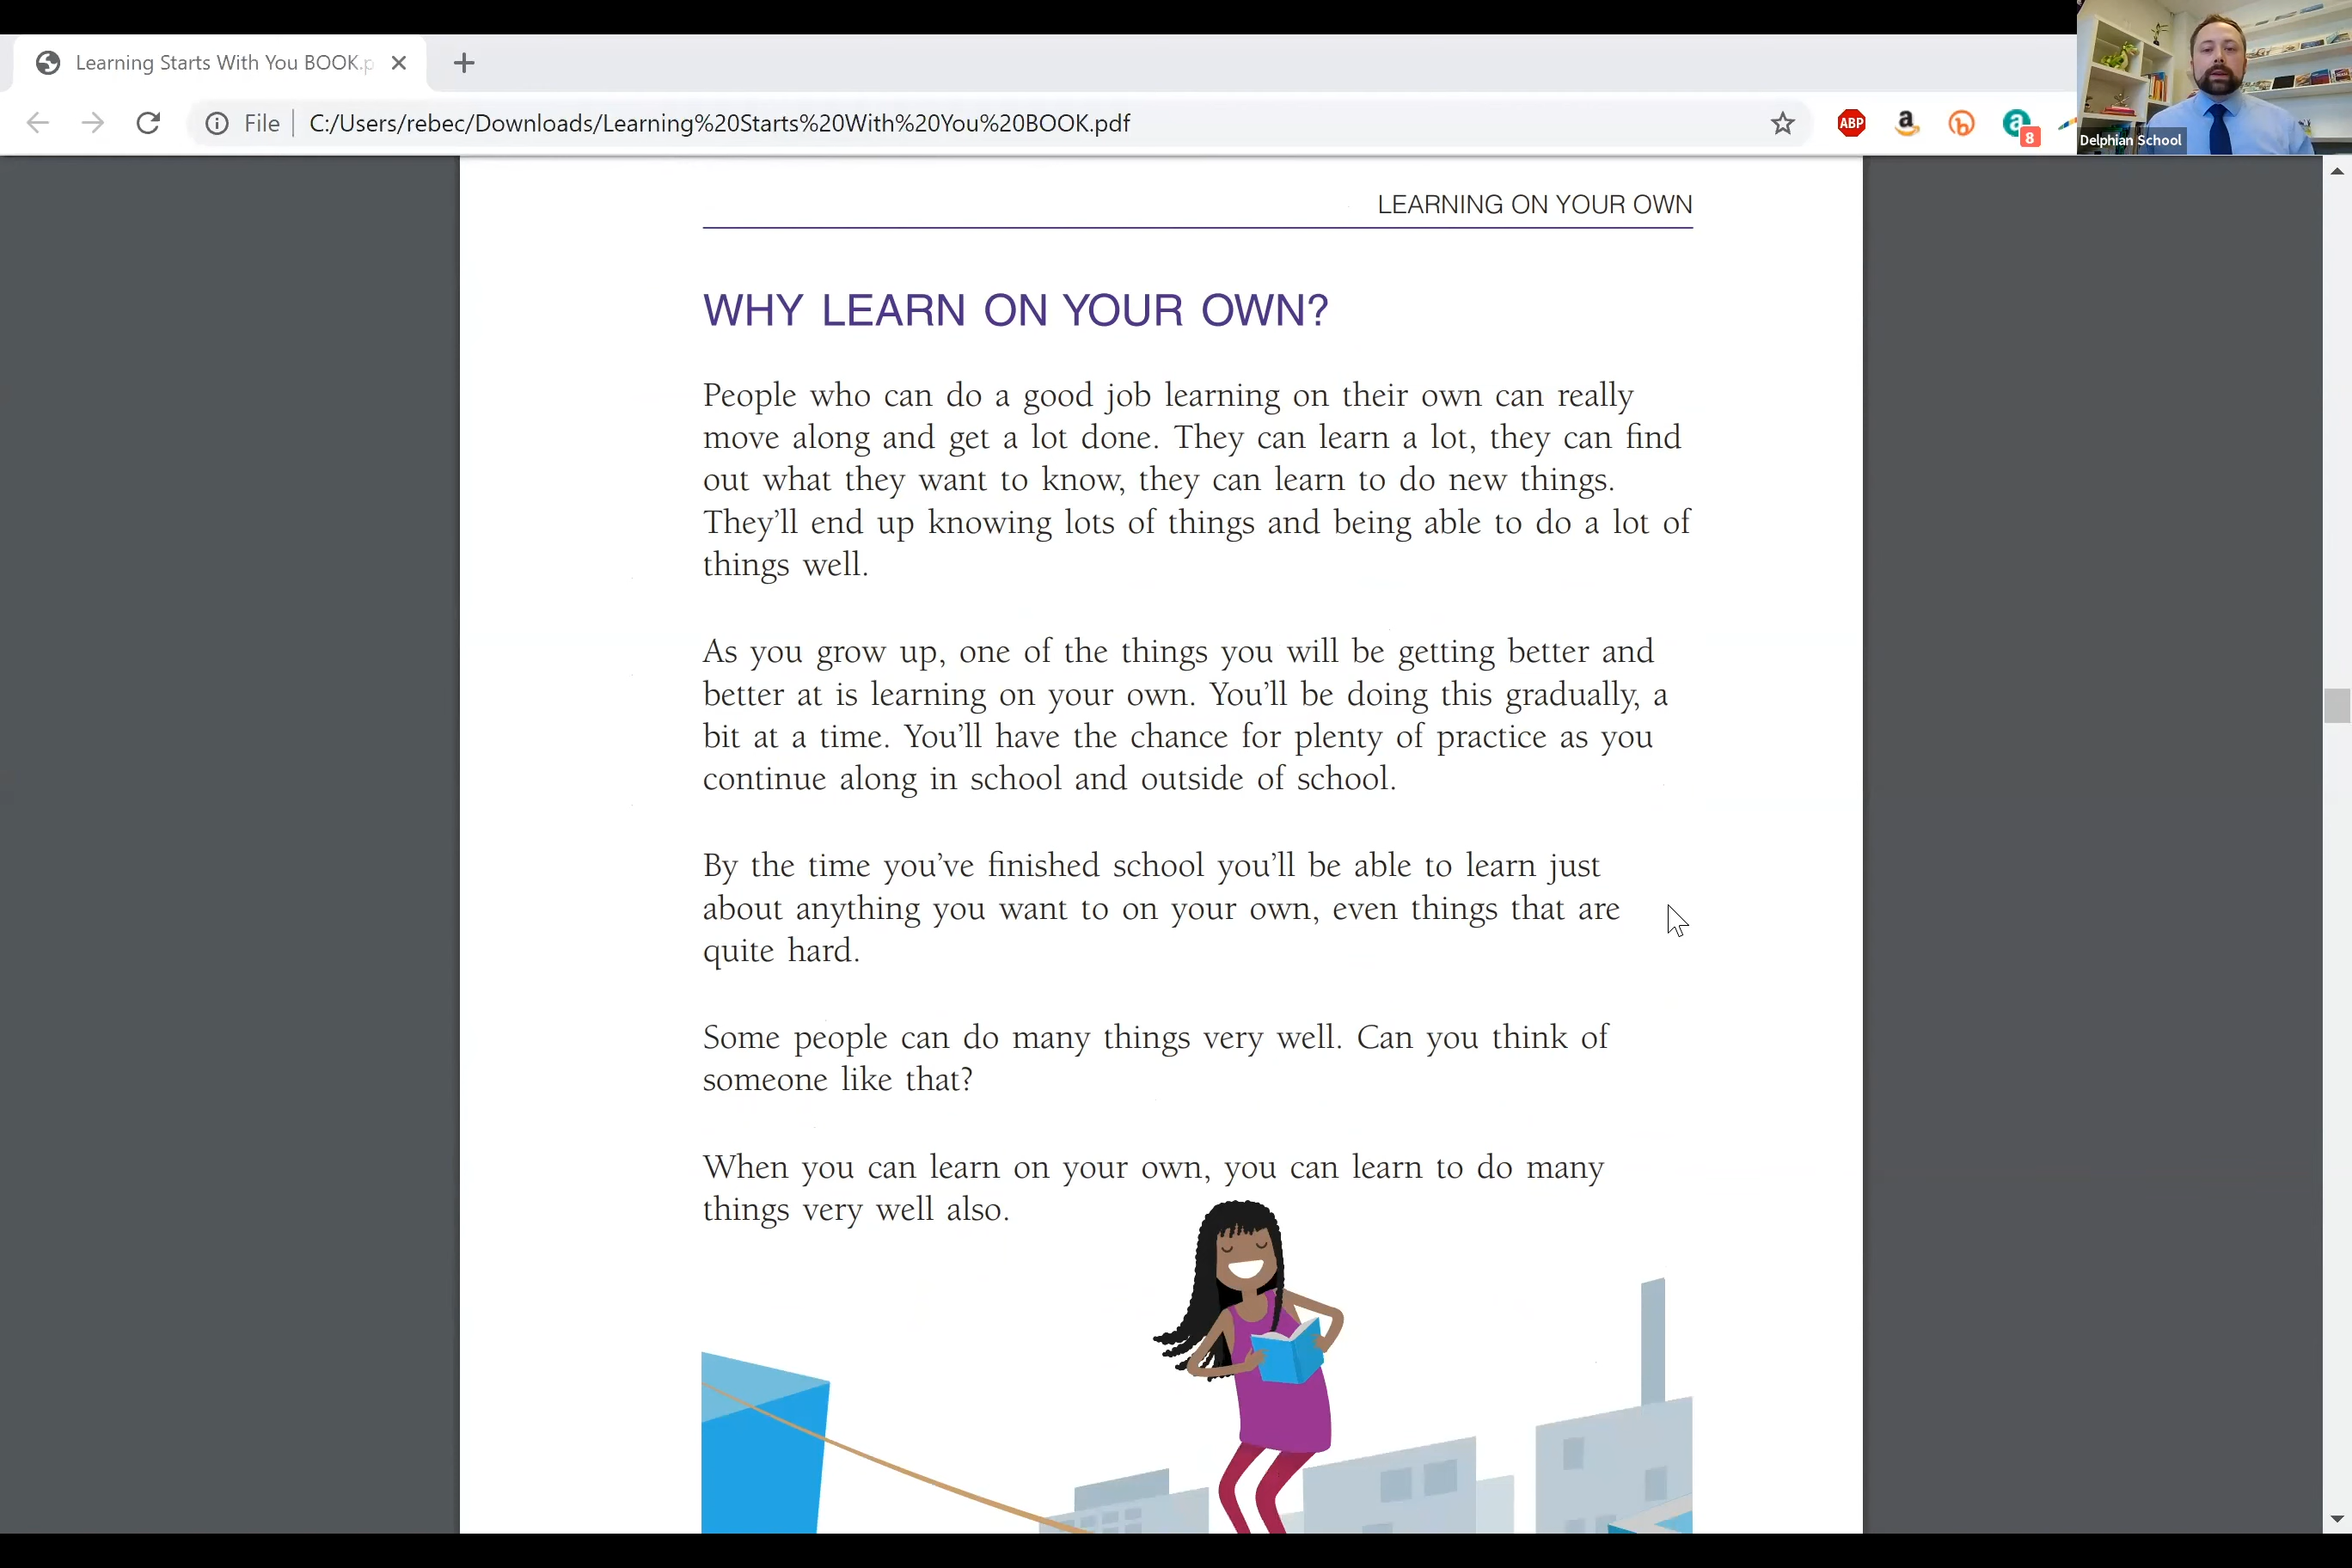 Learning Starts With You BOOK.p
File
C:/Users/rebec/Downloads/Learning%20Starts%20With%20You%20BOOK.pdf
ABP
a
b
a
8
Delphian School
LEARNING ON YOUR OWN
WHY LEARN ON YOUR OWN?
People who can do a good job learning on their own can really
move along and get a lot done. They can learn a lot, they can find
out what they want to know, they can learn to do new things.
They’ll end up knowing lots of things and being able to do a lot of
things well.
As you grow up, one of the things you will be getting better and
better at is learning on your own. You’ll be doing this gradually, a
bit at a time. You’ll have the chance for plenty of practice as you
continue along in school and outside of school.
By the time you’ve finished school you’ll be able to learn just
about anything you want to on your own, even things that are
quite hard.
Some people can do many things very well. Can you think of
someone like that?
When you can learn on your own, you can learn to do many
things very well also.